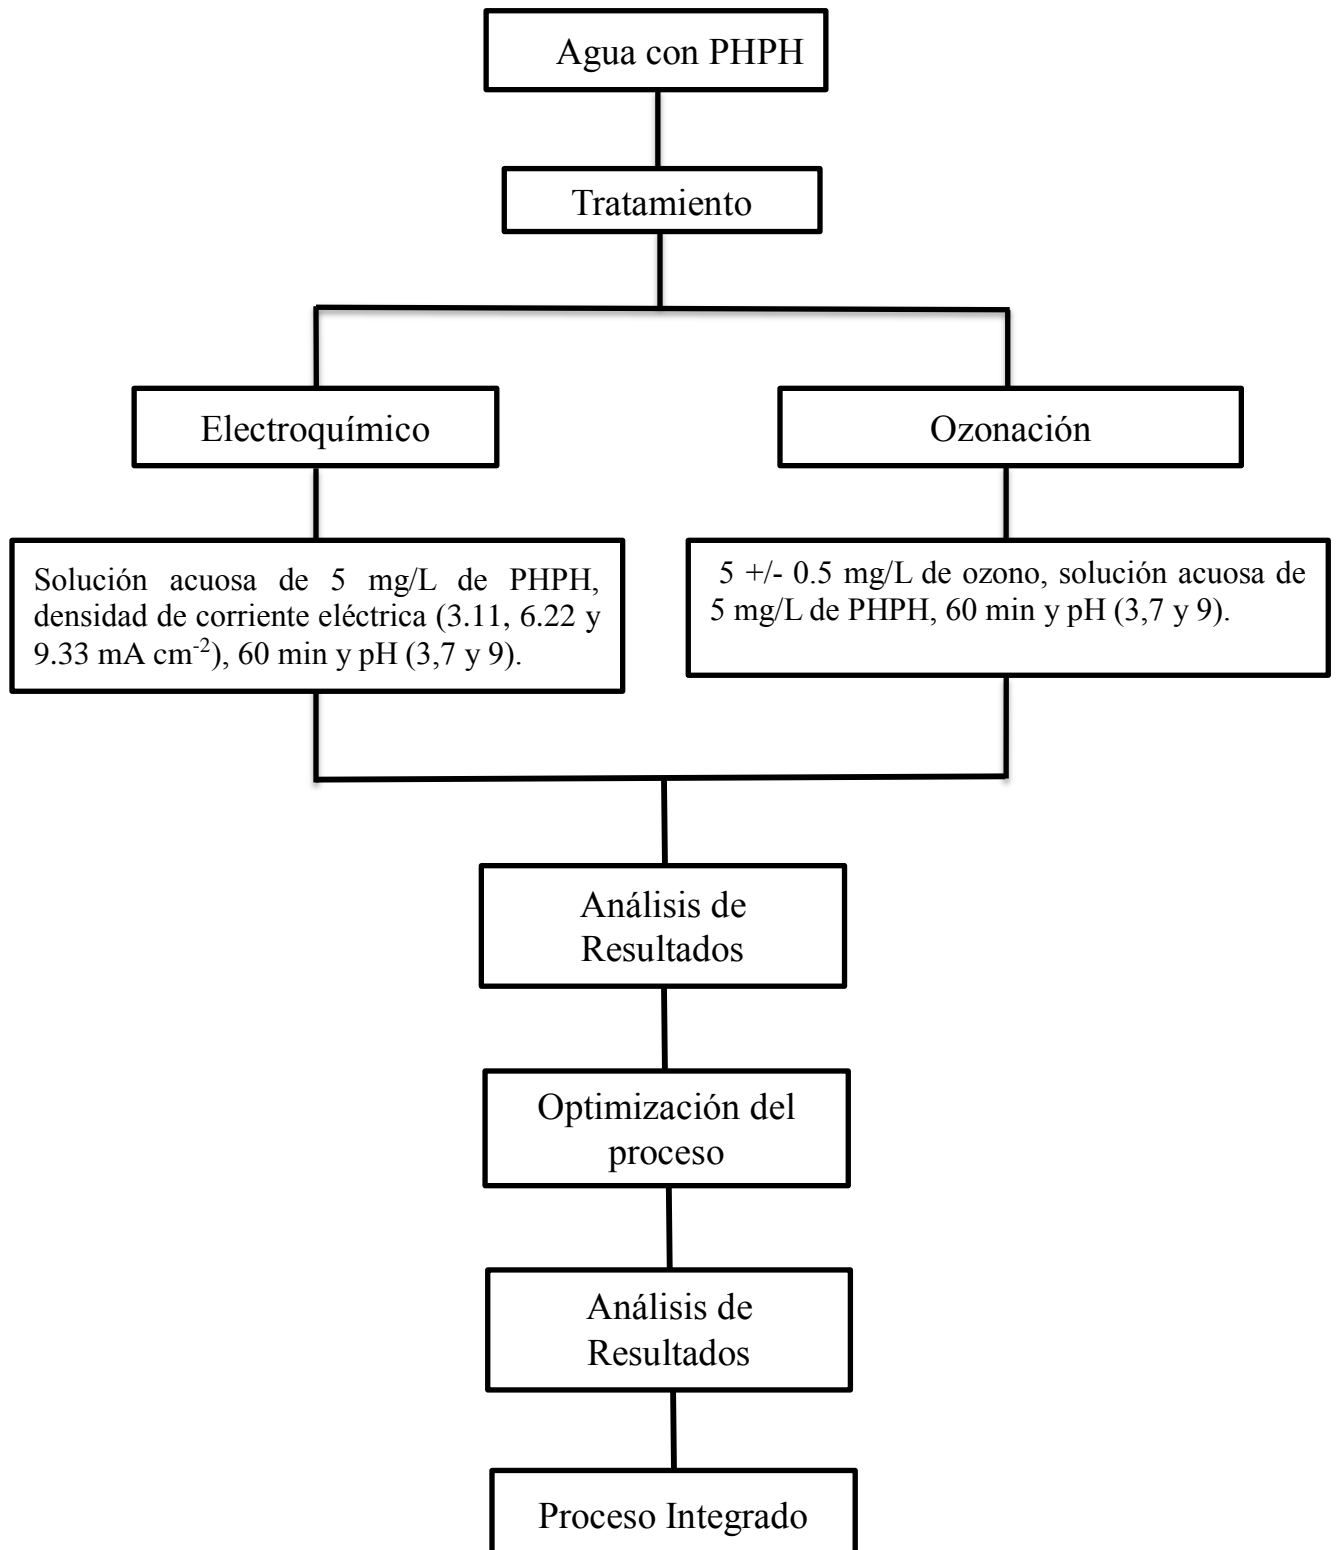 Agua con PHPH
Tratamiento
Electroquímico
Ozonación
Solución acuosa de 5 mg/L de PHPH,
densidad de corriente eléctrica (3.11, 6.22 y
9.33 mA cm⁻²), 60 min y pH (3,7 y 9).
5 +/- 0.5 mg/L de ozono, solución acuosa de
5 mg/L de PHPH, 60 min y pH (3,7 y 9).
Análisis de
Resultados
Optimización del
proceso
Análisis de
Resultados
Proceso Integrado